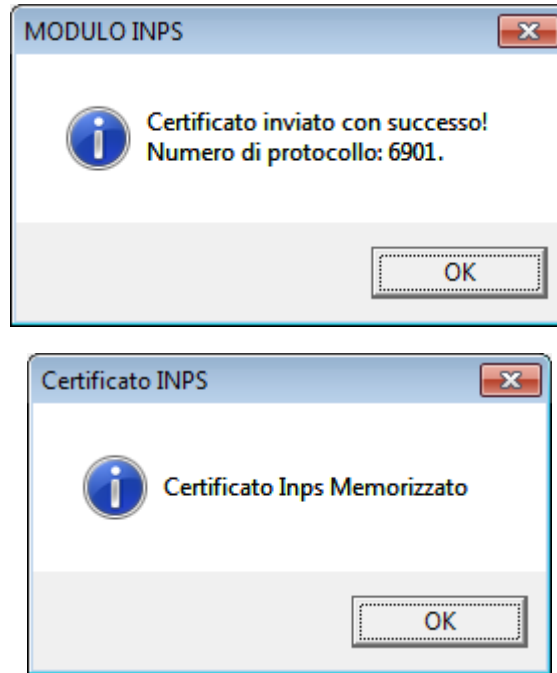 MODULO INPS
Certificato inviato con successo!
Numero di protocollo: 6901.
OK
Certificato INPS
Certificato Inps Memorizzato
OK